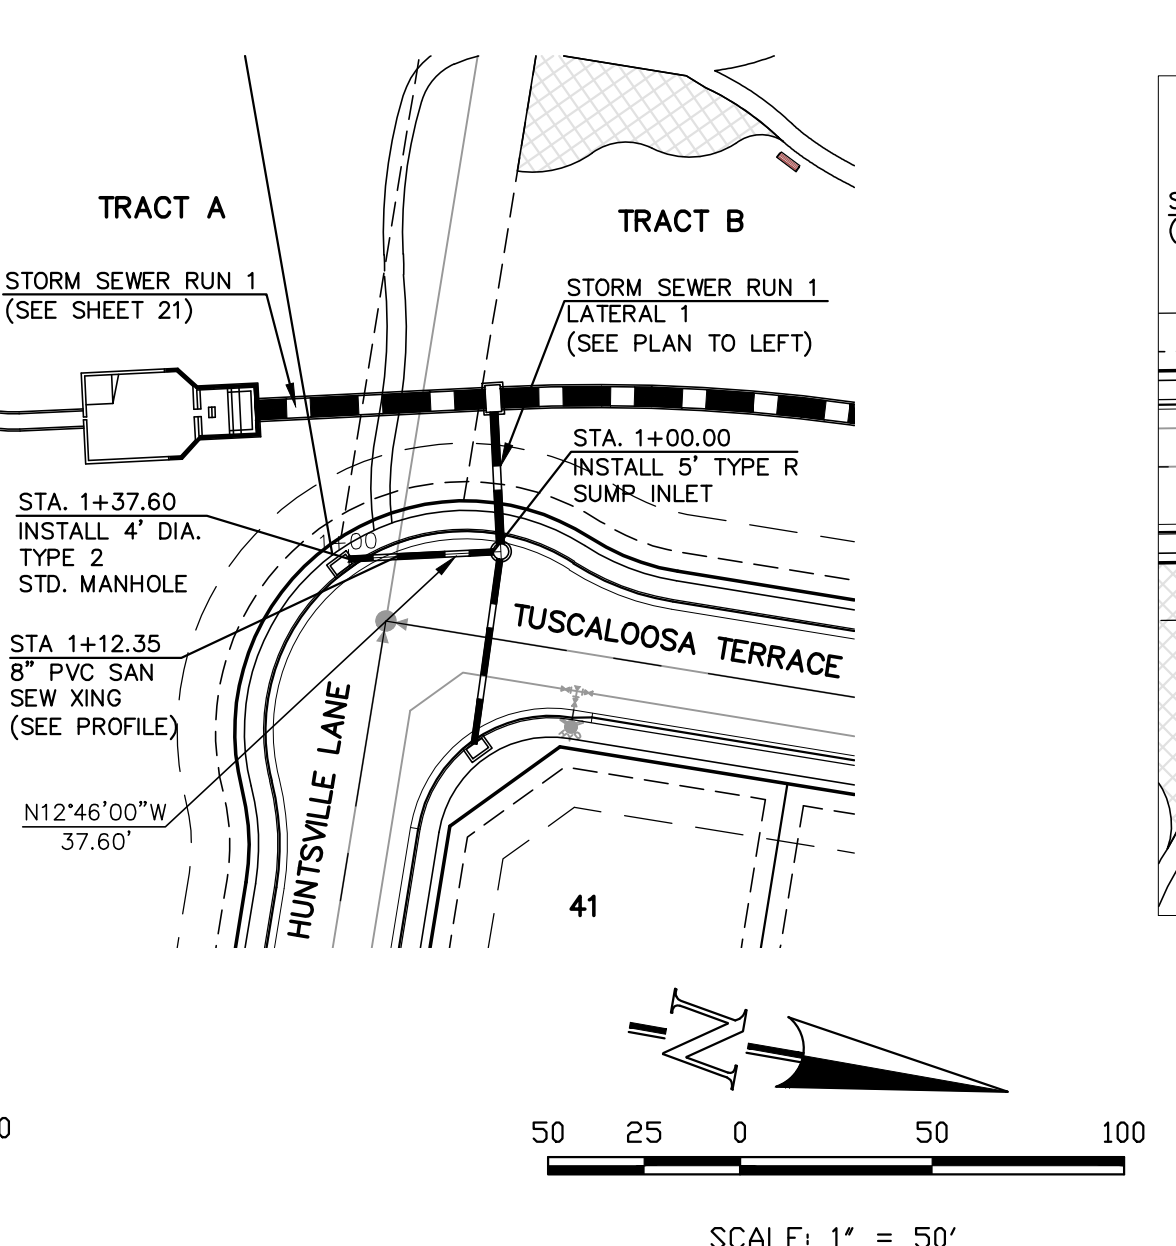 TRACT A
TRACT B
STORM SEWER RUN 1
(SEE SHEET 21)
STORM SEWER RUN 1
LATERAL 1
(SEE PLAN TO LEFT)
STA. 1+00.00
INSTALL 5' TYPE R
SUMP INLET
STA. 1+37.60
INSTALL 4' DIA.
TYPE 2
STD. MANHOLE
1+00
STA 1+12.35
8" PVC SAN
SEW XING
(SEE PROFILE)
TUSCALOOSA TERRACE
HUNTSVILLE LANE
N12°46'00"W
37.60'
41
N
50 25 0 50 100
SCALE: 1" = 50'